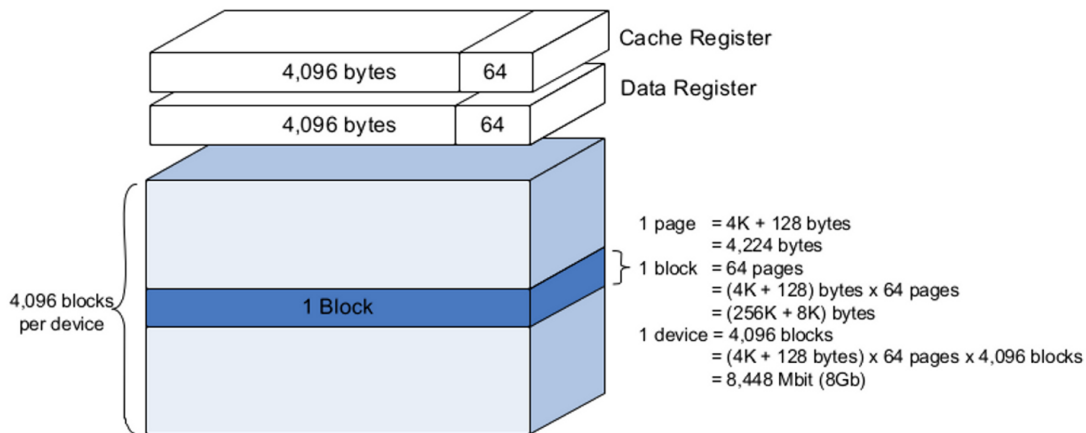 4,096 bytes 64 Cache Register
4,096 bytes 64 Data Register
1 page = 4K + 128 bytes
= 4,224 bytes
1 block = 64 pages
= (4K + 128) bytes x 64 pages
= (256K + 8K) bytes
1 device = 4,096 blocks
= (4K + 128 bytes) x 64 pages x 4,096 blocks
= 8,448 Mbit (8Gb)
4,096 blocks
per device
1 Block